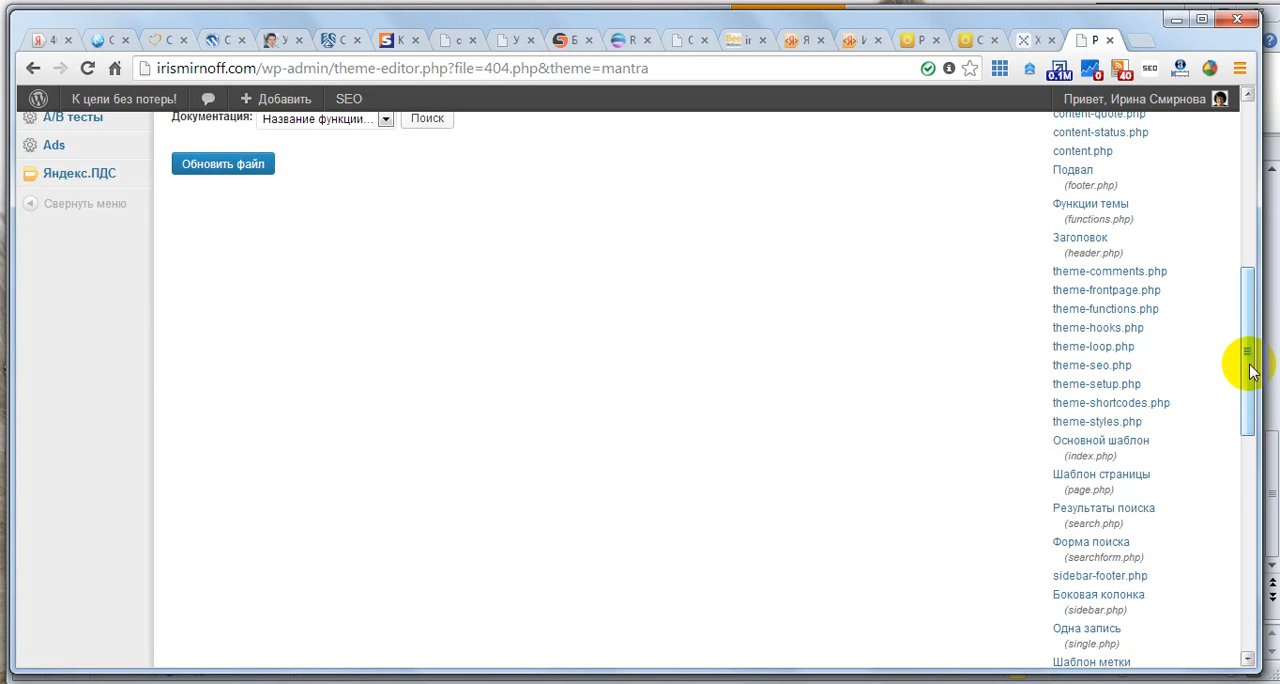 irismirnoff.com/wp-admin/theme-editor.php?file=404.php&theme=mantra
0.1M
0
40
SEO
К цели без потерь!
Добавить
SEO
Привет, Ирина Смирнова
A/B тесты
Ads
Яндекс.ПДС
Свернуть меню
Документация:
Название функции...
Поиск
Обновить файл
content-quote.php
content-status.php
content.php
Подвал
(footer.php)
Функции темы
(functions.php)
Заголовок
(header.php)
theme-comments.php
theme-frontpage.php
theme-functions.php
theme-hooks.php
theme-loop.php
theme-seo.php
theme-setup.php
theme-shortcodes.php
theme-styles.php
Основной шаблон
(index.php)
Шаблон страницы
(page.php)
Результаты поиска
(search.php)
Форма поиска
(searchform.php)
sidebar-footer.php
Боковая колонка
(sidebar.php)
Одна запись
(single.php)
Шаблон метки